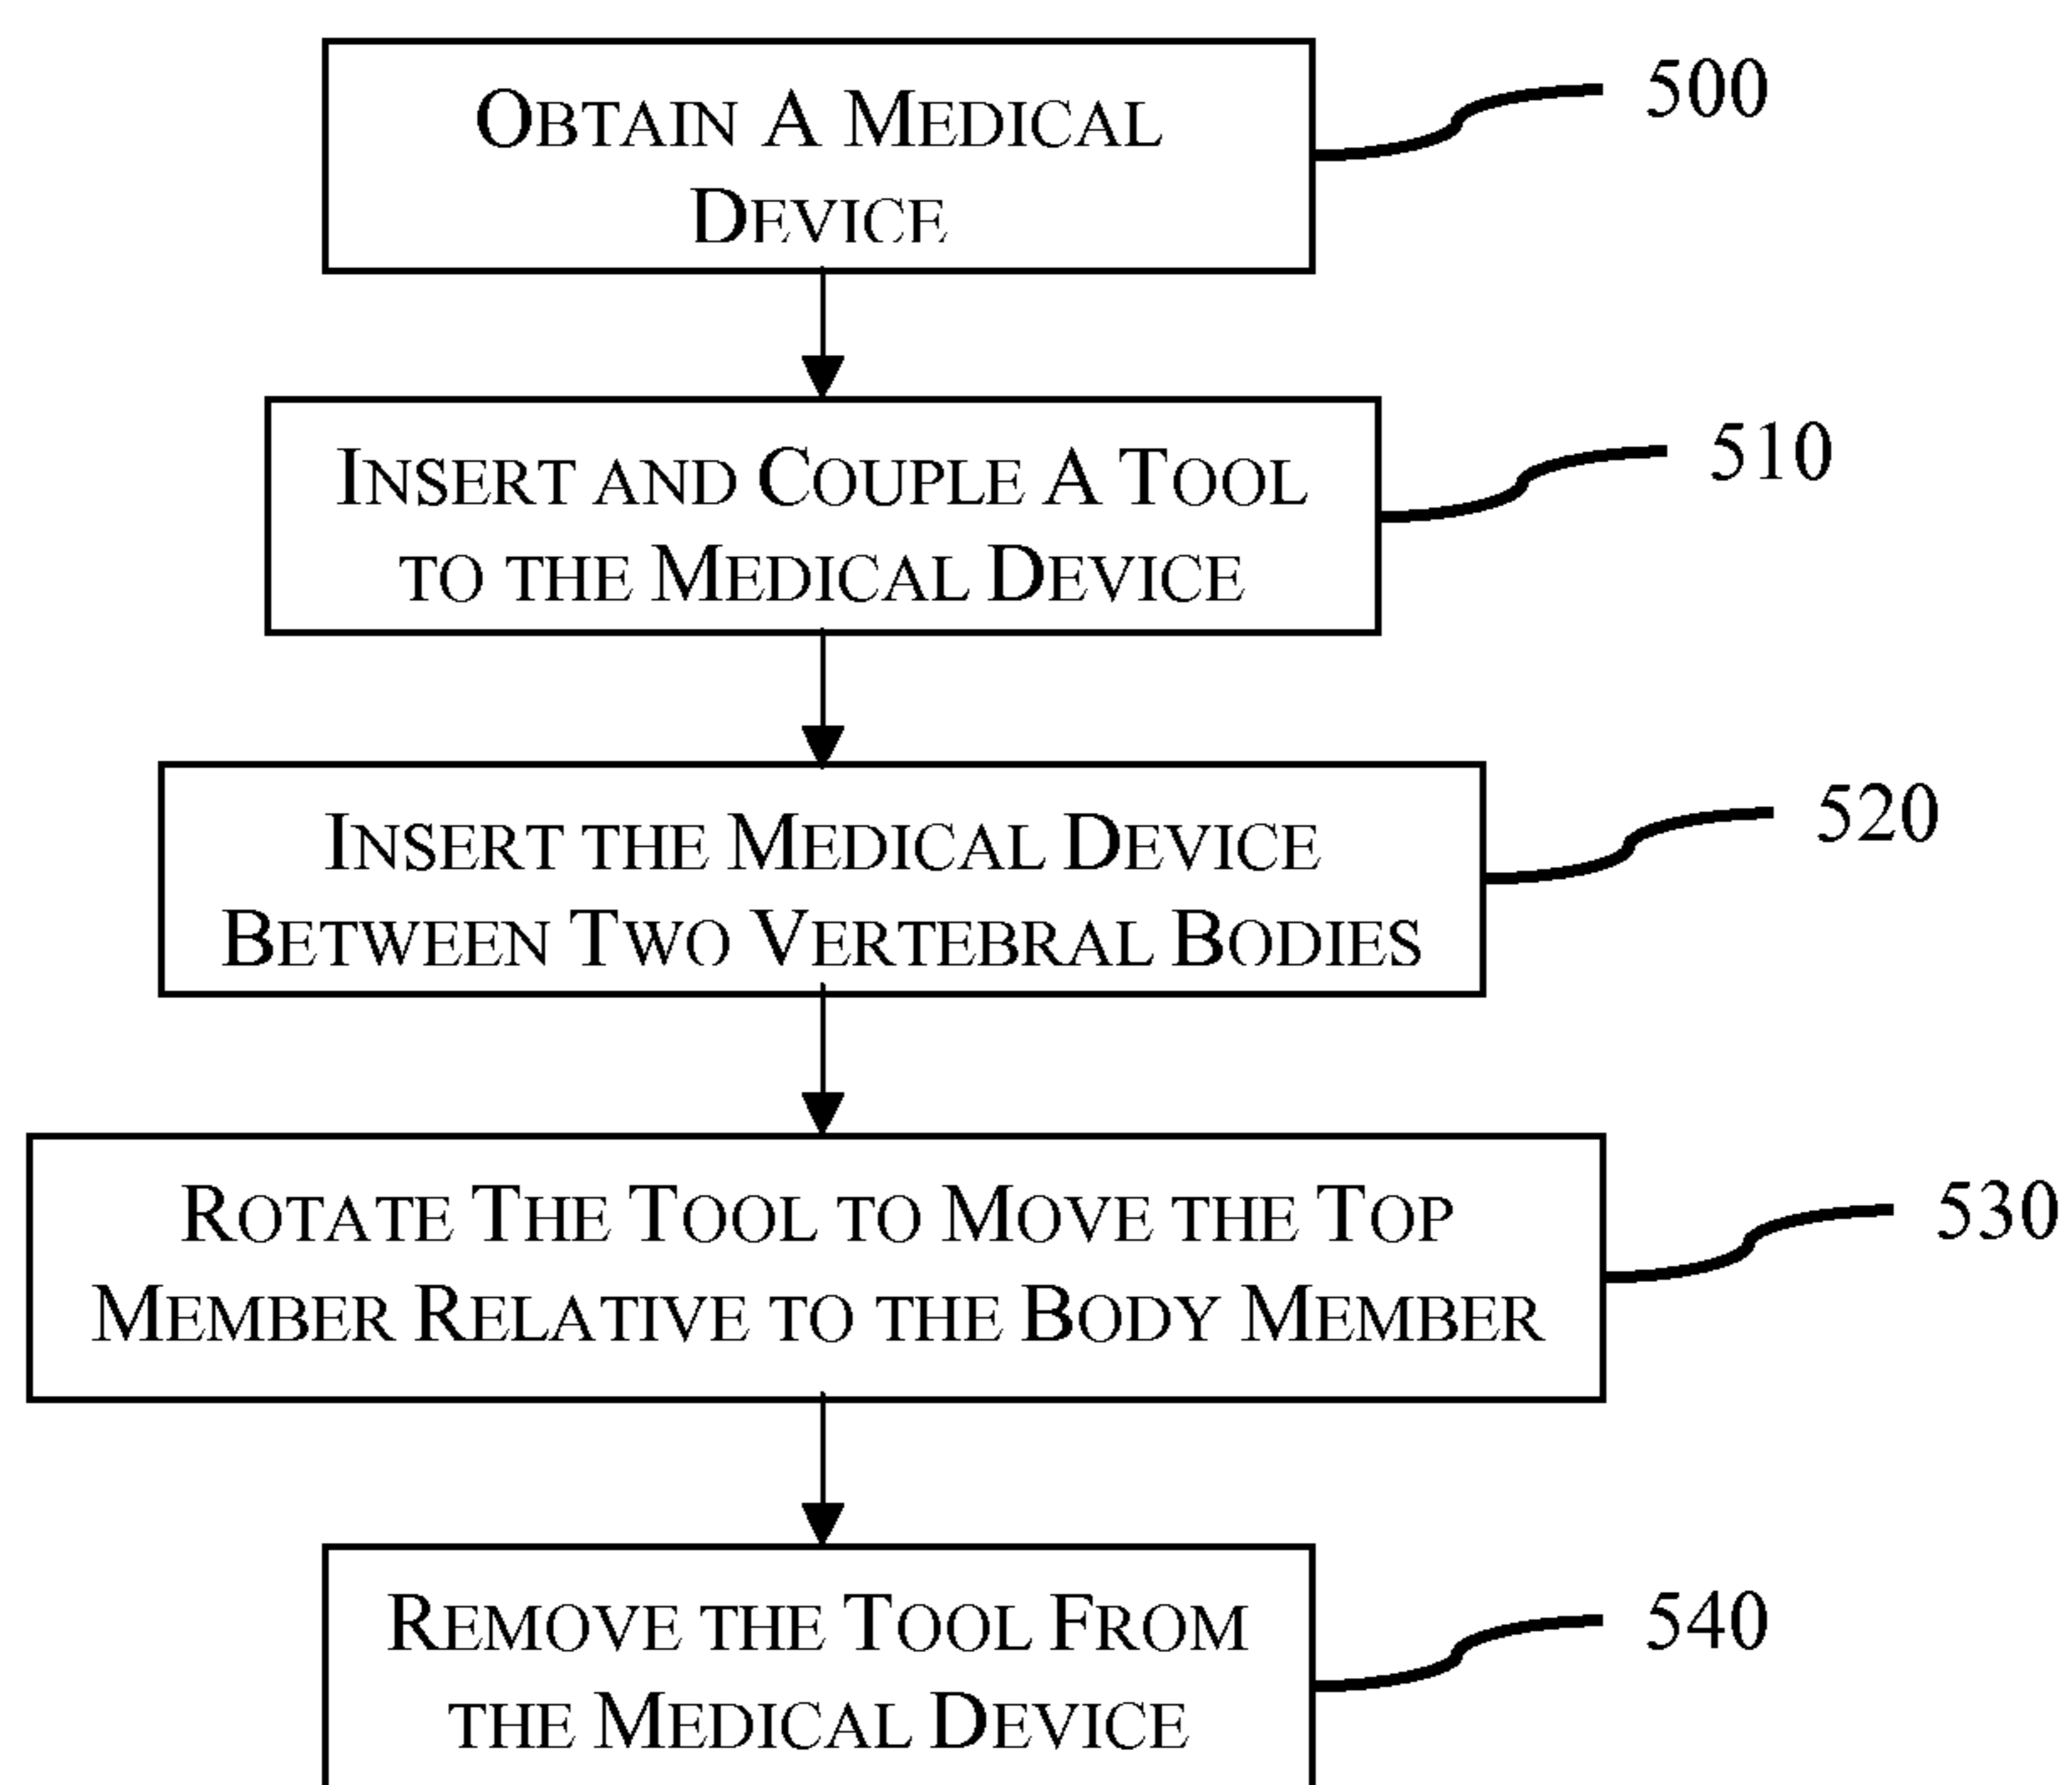 OBTAIN A MEDICAL
DEVICE
500
INSERT AND COUPLE A TOOL
TO THE MEDICAL DEVICE
510
INSERT THE MEDICAL DEVICE
BETWEEN TWO VERTEBRAL BODIES
520
ROTATE THE TOOL TO MOVE THE TOP
MEMBER RELATIVE TO THE BODY MEMBER
530
REMOVE THE TOOL FROM
THE MEDICAL DEVICE
540